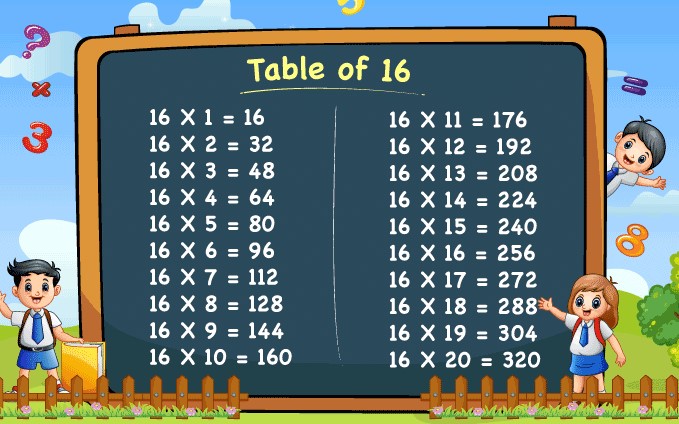 5
?
×
3
=
8
Table of 16
16 X 1 = 16
16 X 2 = 32
16 X 3 = 48
16 X 4 = 64
16 X 5 = 80
16 X 6 = 96
16 X 7 = 112
16 X 8 = 128
16 X 9 = 144
16 X 10 = 160
16 X 11 = 176
16 X 12 = 192
16 X 13 = 208
16 X 14 = 224
16 X 15 = 240
16 X 16 = 256
16 X 17 = 272
16 X 18 = 288
16 X 19 = 304
16 X 20 = 320